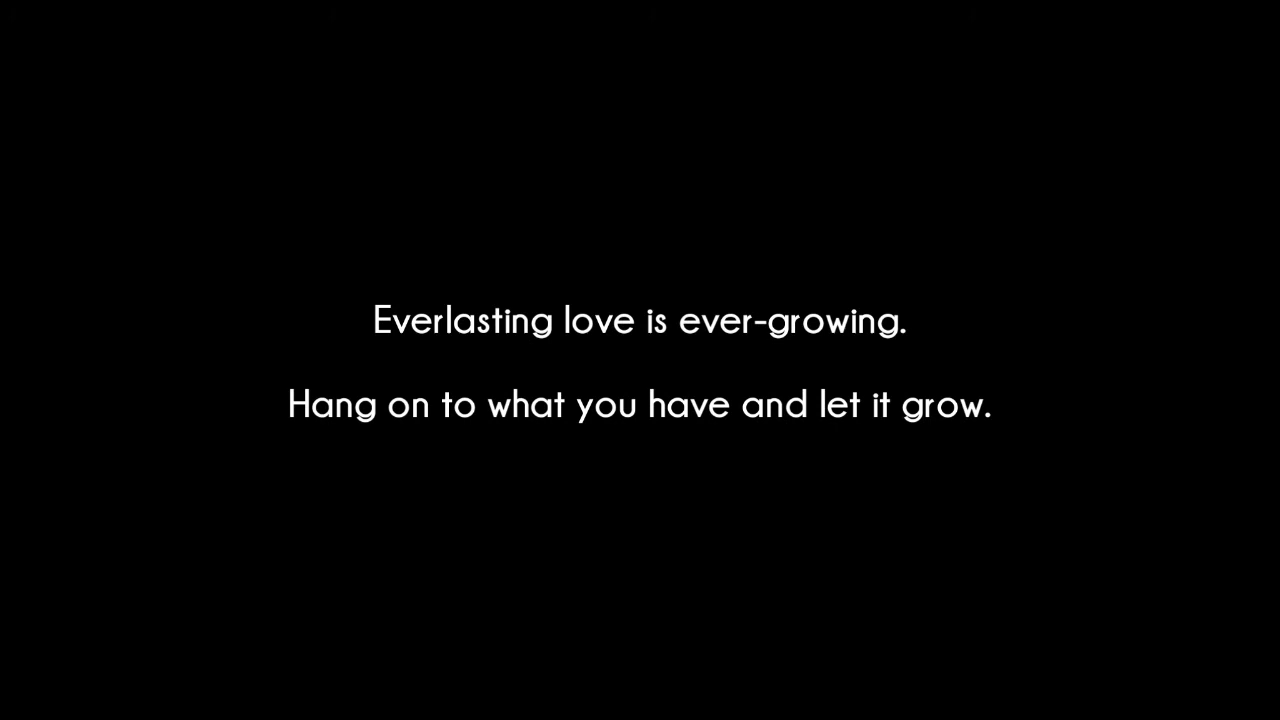 Everlasting love is ever-growing.
Hang on to what you have and let it grow.